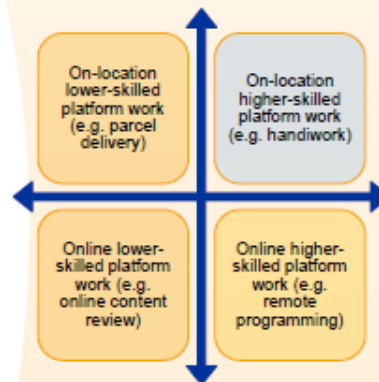 On-location
lower-skilled
platform work
(e.g. parcel
delivery)
On-location
higher-skilled
platform work
(e.g. handiwork)
Online lower-
skilled platform
work (e.g.
online content
review)
Online higher-
skilled platform
work (e.g.
remote
programming)